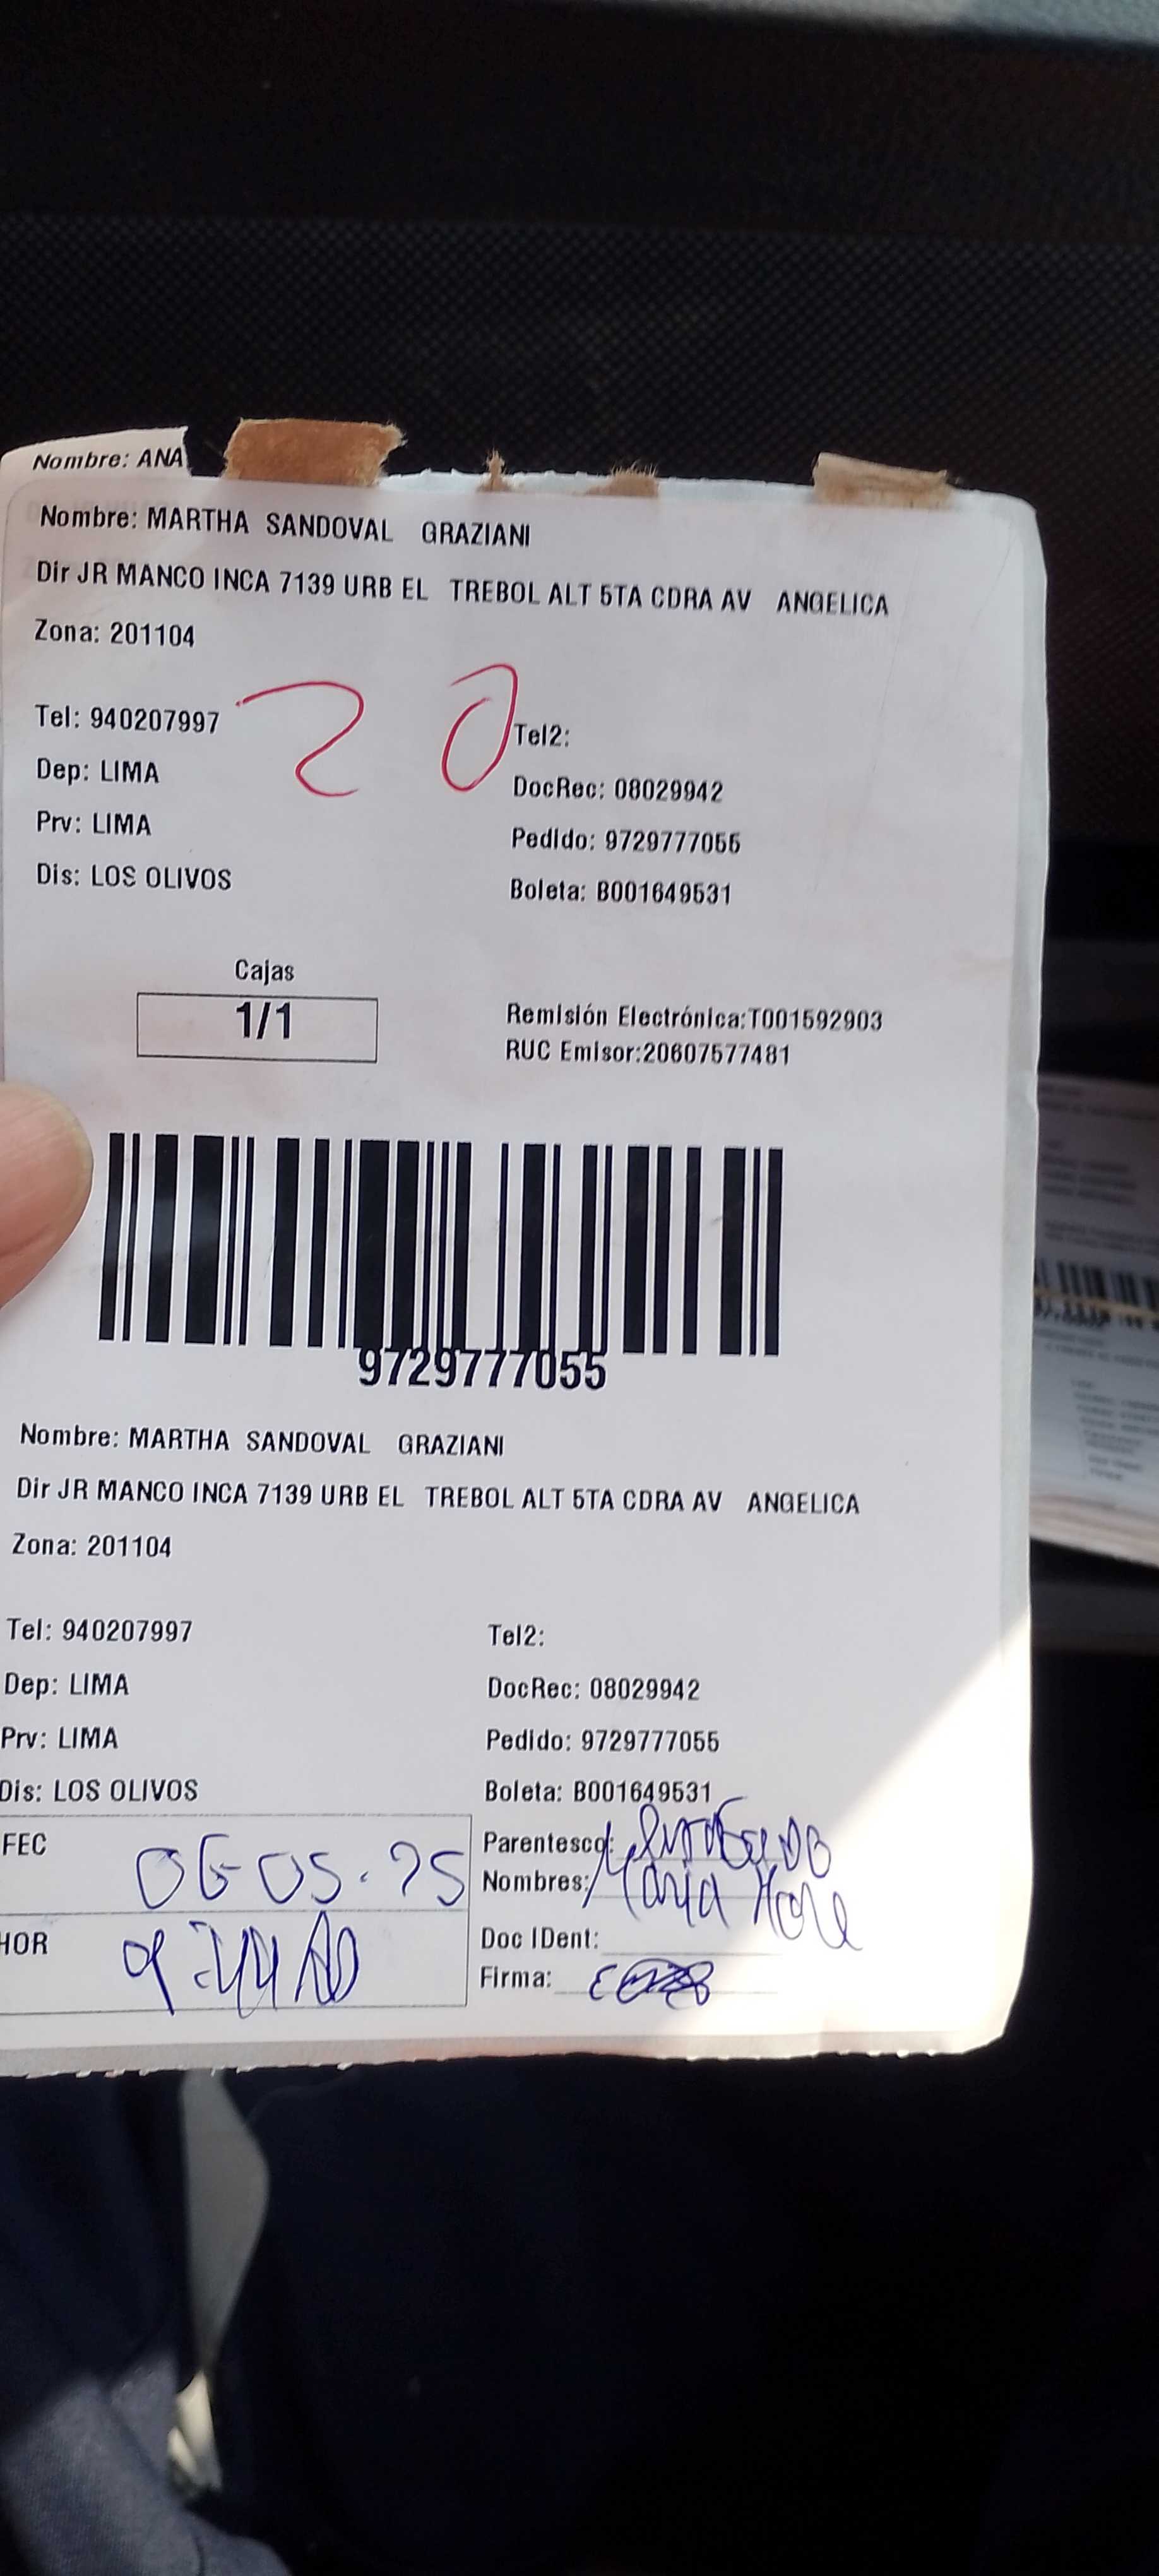 Nombre: ANA
Nombre: MARTHA SANDOVAL GRAZIANI
Dir JR MANCO INCA 7139 URB EL TREBOL ALT 5TA CDRA AV ANGELICA
Zona: 201104
20
Tel: 940207997 Tel2:
Dep: LIMA DocRec: 08029942
Prv: LIMA Pedido: 9729777055
Dis: LOS OLIVOS Boleta: B001649531
Cajas
1/1
Remisión Electrónica:T001592903
RUC Emisor:20607577481
9729777055
Nombre: MARTHA SANDOVAL GRAZIANI
Dir JR MANCO INCA 7139 URB EL TREBOL ALT 5TA CDRA AV ANGELICA
Zona: 201104
Tel: 940207997 Tel2:
Dep: LIMA DocRec: 08029942
Prv: LIMA Pedido: 9729777055
Dis: LOS OLIVOS Boleta: B001649531
FEC 06-05-25 Parentesco:
Nombres: Maria
HOR 9:44 Doc IDent:
Firma: